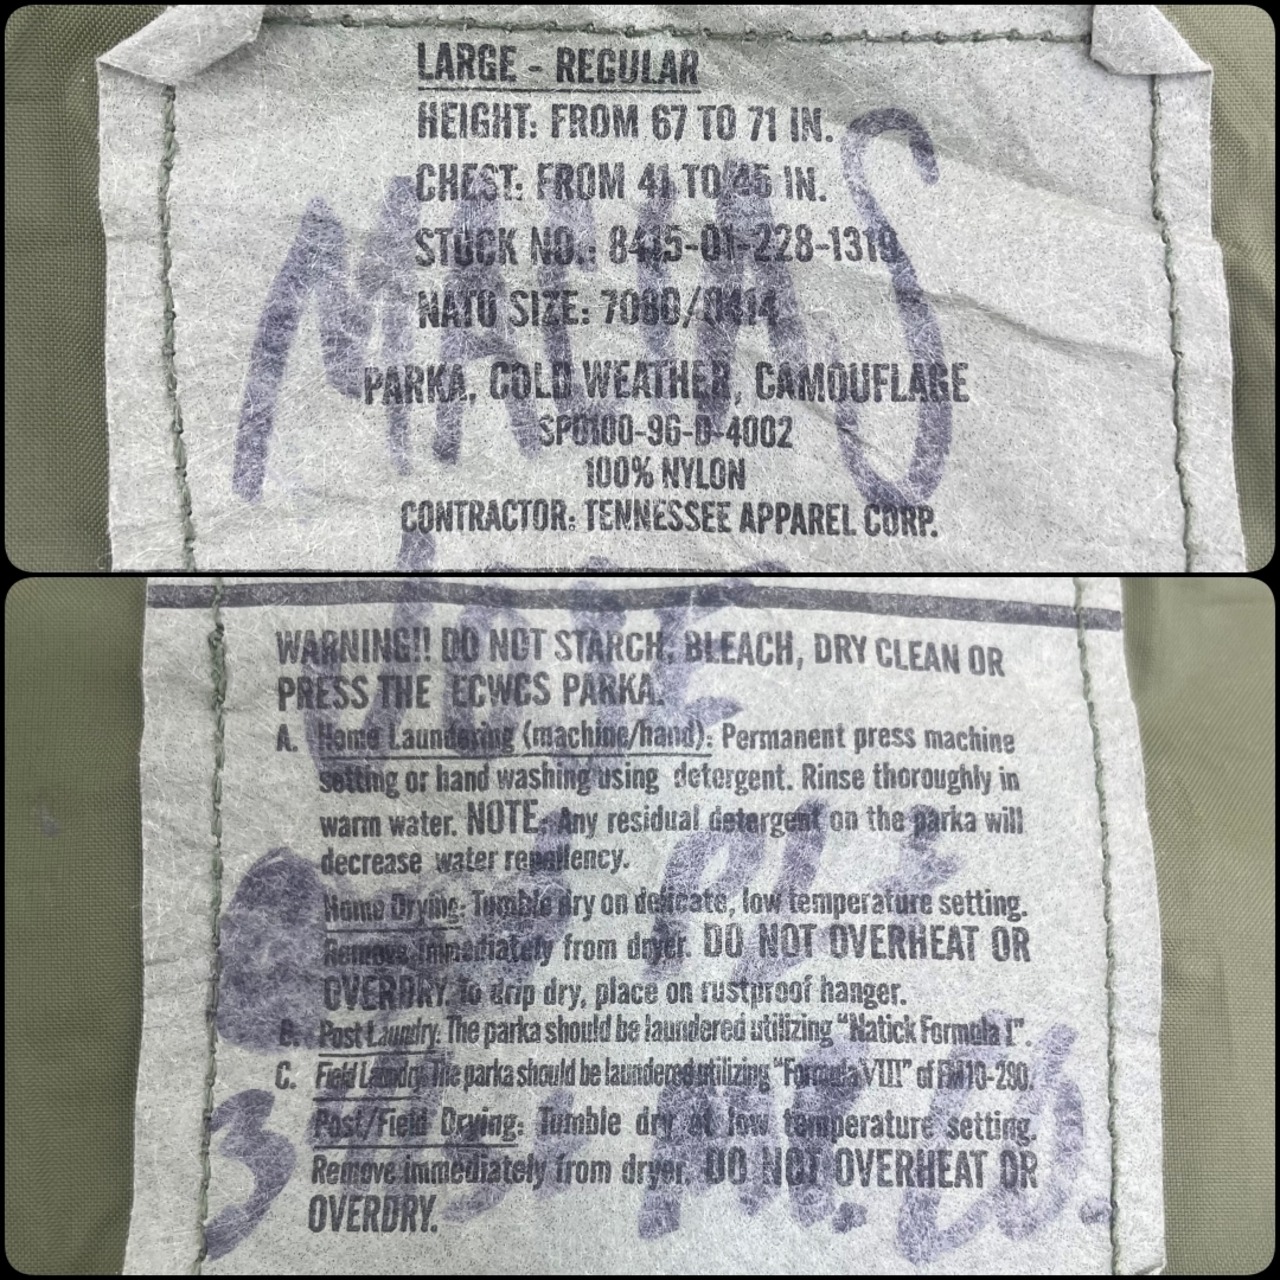 LARGE - REGULAR
HEIGHT: FROM 67 TO 71 IN.
CHEST: FROM 41 TO 45 IN.
STOCK NO.: 8415-01-228-1319
NATO SIZE: 7080/0414
MATIAS
PARKA, COLD WEATHER, CAMOUFLAGE
SPO100-96-D-4002
100% NYLON
CONTRACTOR: TENNESSEE APPAREL CORP.
WARNING!! DO NOT STARCH, BLEACH, DRY CLEAN OR
PRESS THE ECWCS PARKA.
A. Home Laundering (machine/hand): Permanent press machine
setting or hand washing using detergent. Rinse thoroughly in
warm water. NOTE: Any residual detergent on the parka will
decrease water repellency.
Home Drying: Tumble dry on delicate, low temperature setting.
Remove immediately from dryer. DO NOT OVERHEAT OR
OVERDRY. To drip dry, place on rustproof hanger.
B. Post Laundry: The parka should be laundered utilizing "Natick Formula I".
C. Field Laundry: The parka should be laundered utilizing "Formula VIII" of FM10-280.
Post/Field Drying: Tumble dry at low temperature setting.
Remove immediately from dryer. DO NOT OVERHEAT OR
OVERDRY.